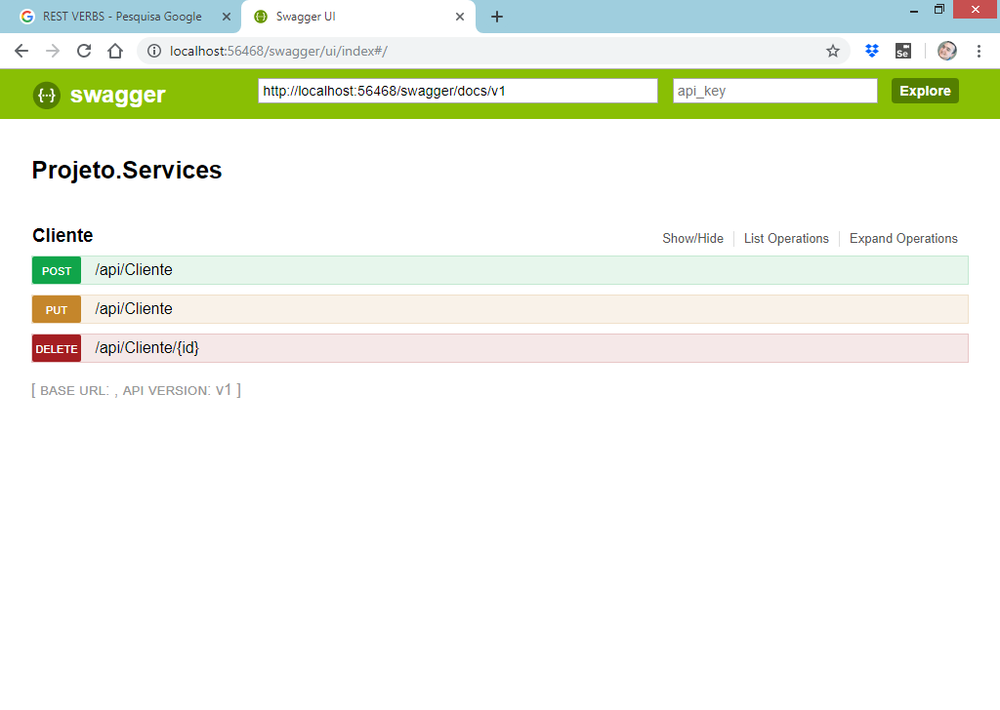 REST VERBS - Pesquisa Google
Swagger UI
localhost:56468/swagger/ui/index#/
Se
{··} swagger
http://localhost:56468/swagger/docs/v1
api_key
Explore
Projeto.Services
Cliente
Show/Hide
List Operations
Expand Operations
POST /api/Cliente
PUT /api/Cliente
DELETE /api/Cliente/{id}
[ BASE URL: , API VERSION: v1 ]